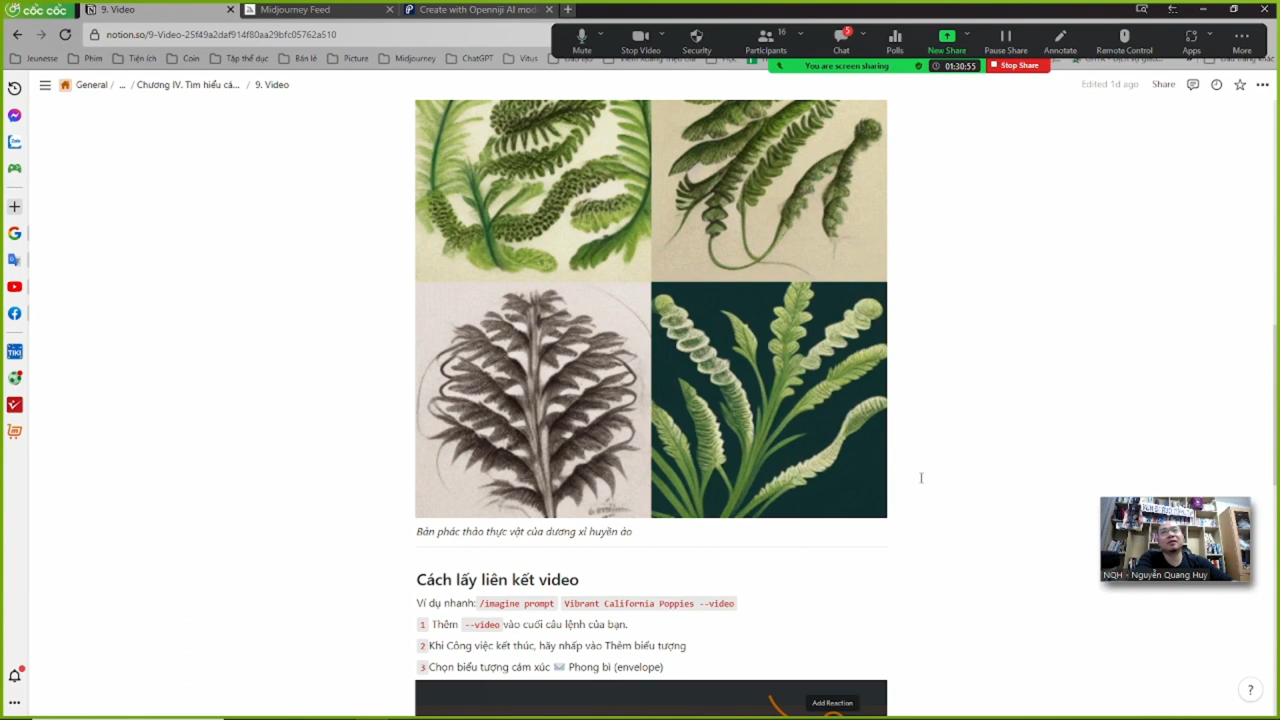 cốc cốc
9. Video
Midjourney Feed
Create with Openniji AI mod
notion.so/9-Video-25f49a2daf914f80aa29bfc05762a510
Mute
Stop Video
Security
16
Participants
5
Chat
Polls
New Share
Pause Share
Annotate
Remote Control
Apps
More
Jeunesse
Phim
Tiện ích
Coin
Tập thể dục
Bán lẻ
Picture
Midjourney
ChatGPT
Vitus
You are screen sharing
01:30:55
Stop Share
General / ... / Chương IV. Tìm hiểu cá... / 9. Video
Edited 1d ago
Share
Zalo
TIKI
Bản phác thảo thực vật của dương xỉ huyền ảo
Cách lấy liên kết video
Ví dụ nhanh: /imagine prompt Vibrant California Poppies --video
1 Thêm --video vào cuối câu lệnh của bạn.
2 Khi Công việc kết thúc, hãy nhấp vào Thêm biểu tượng
3 Chọn biểu tượng cảm xúc ✉️ Phong bì (envelope)
Add Reaction
NQH - Nguyễn Quang Huy
?